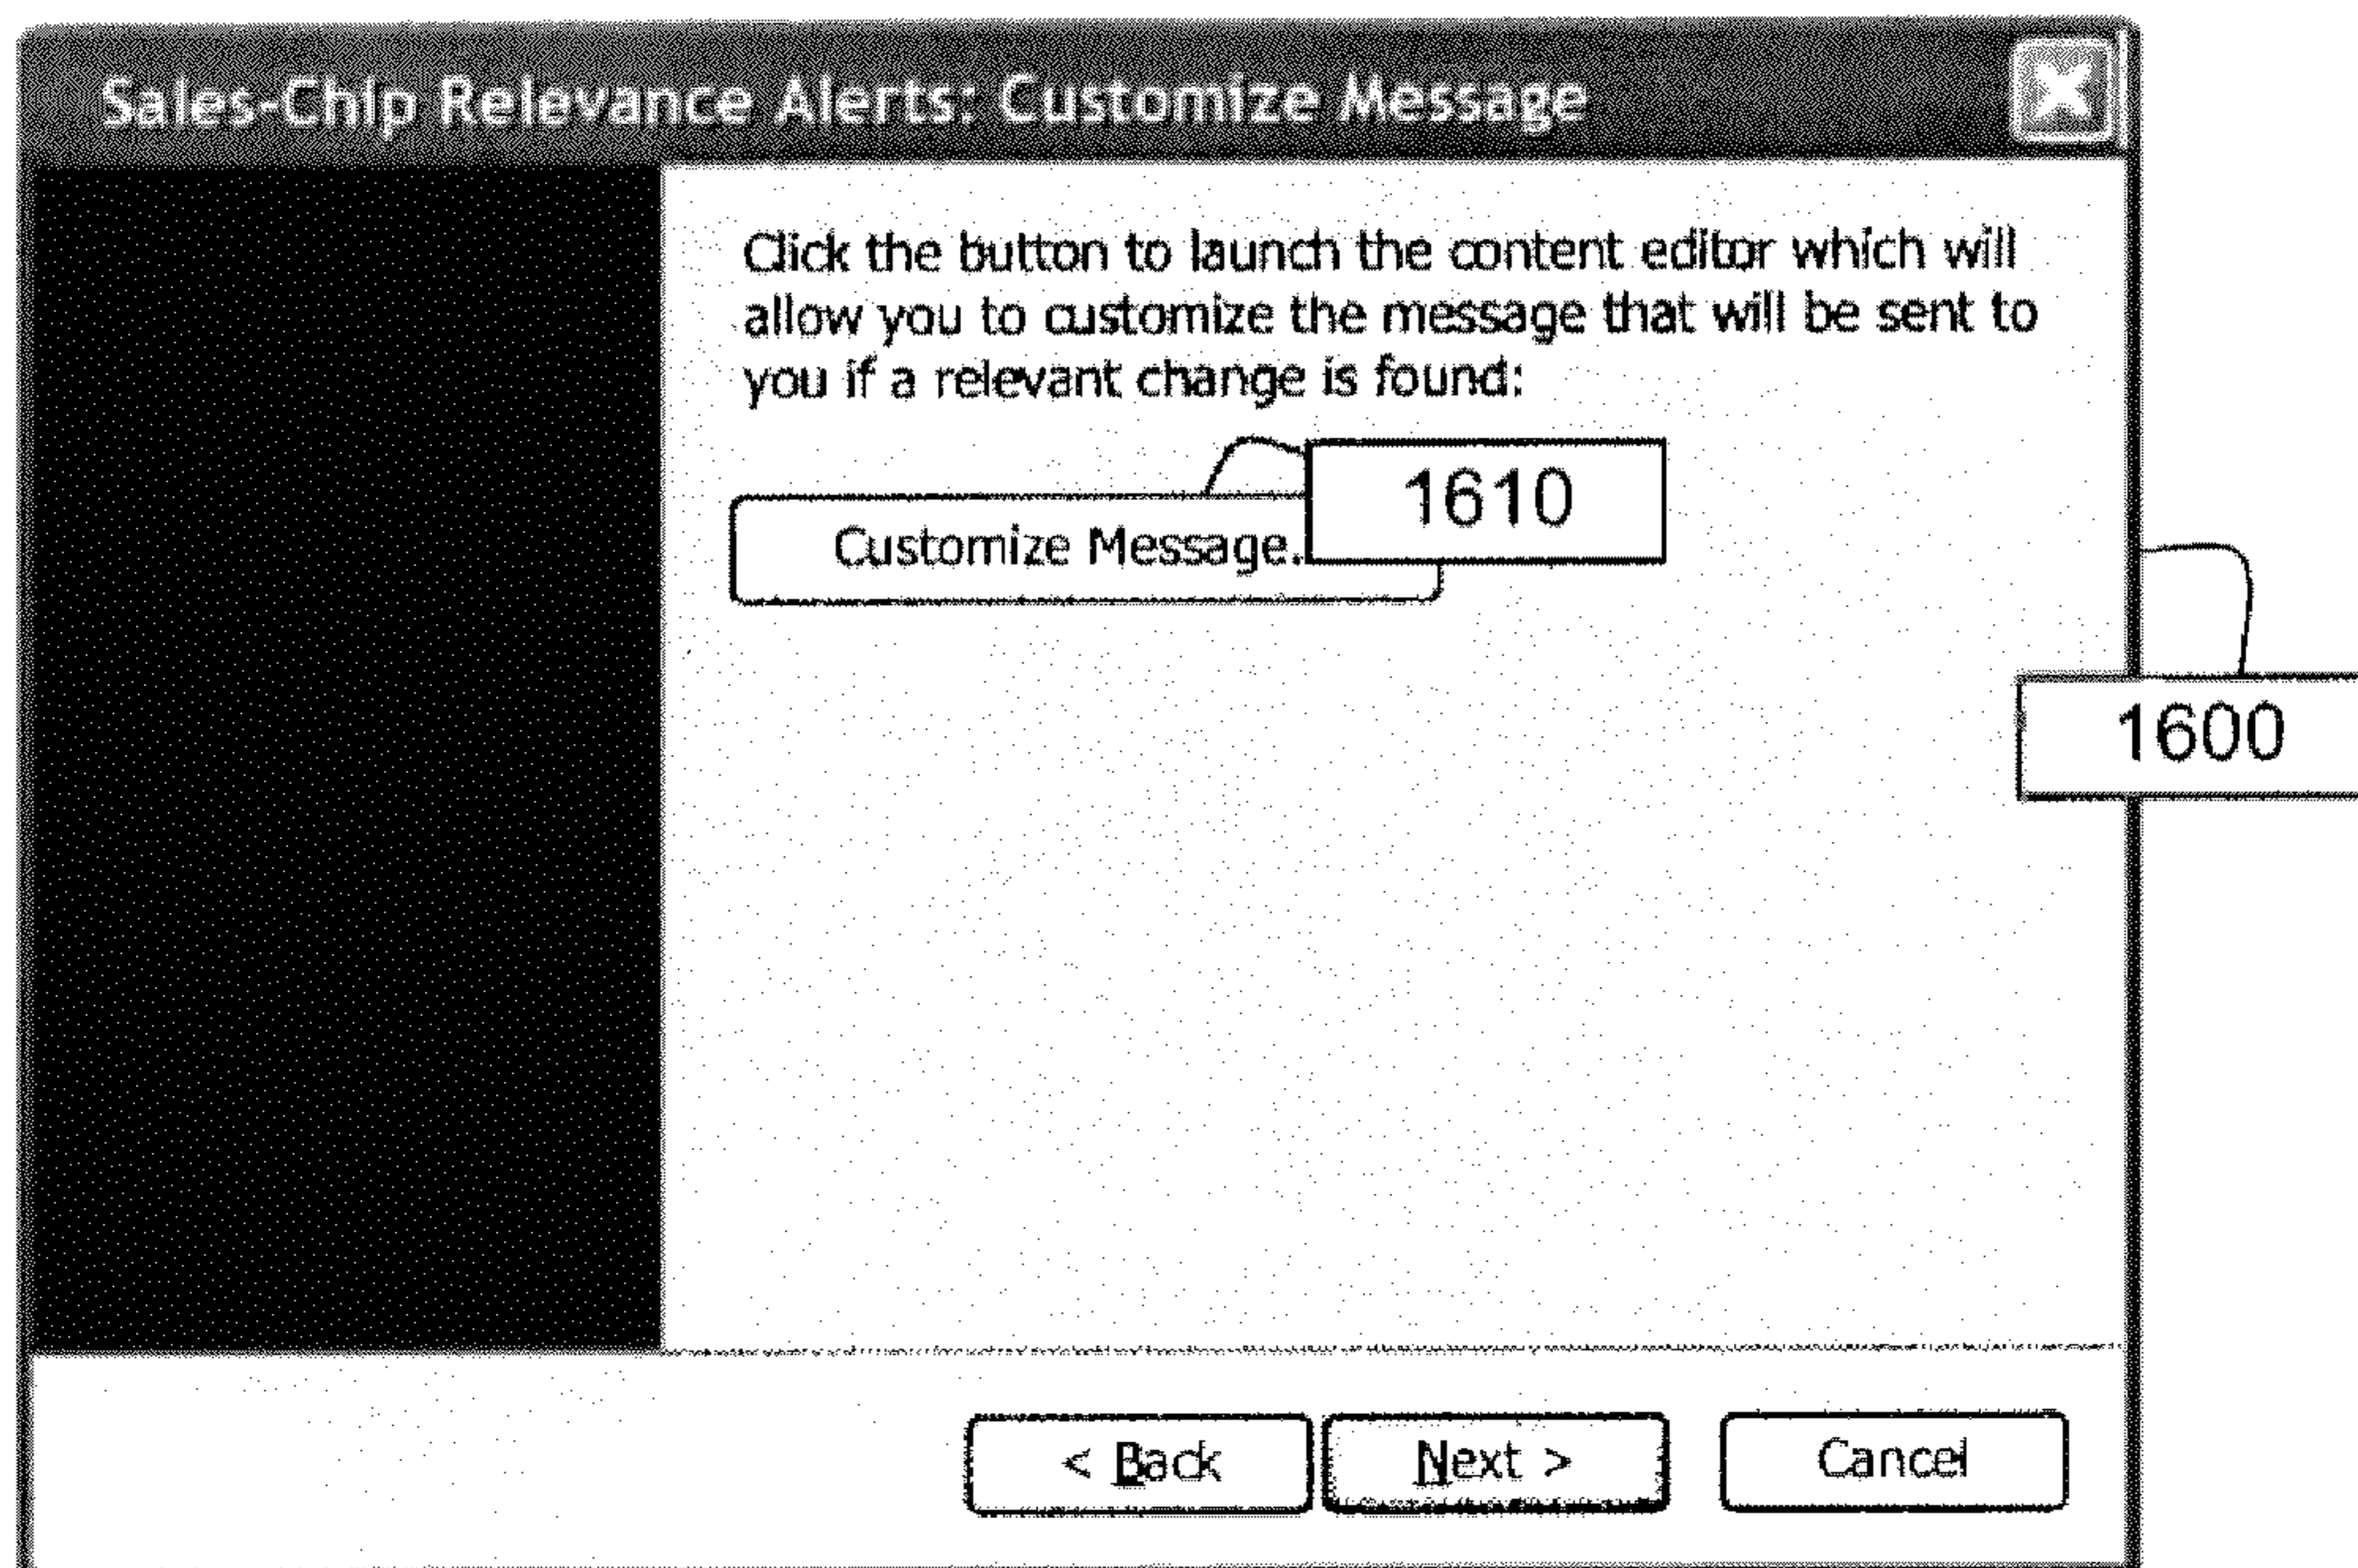 Sales-Chip Relevance Alerts: Customize Message
Click the button to launch the content editor which will
allow you to customize the message that will be sent to
you if a relevant change is found:
1610
Customize Message.
1600
< Back
Next >
Cancel